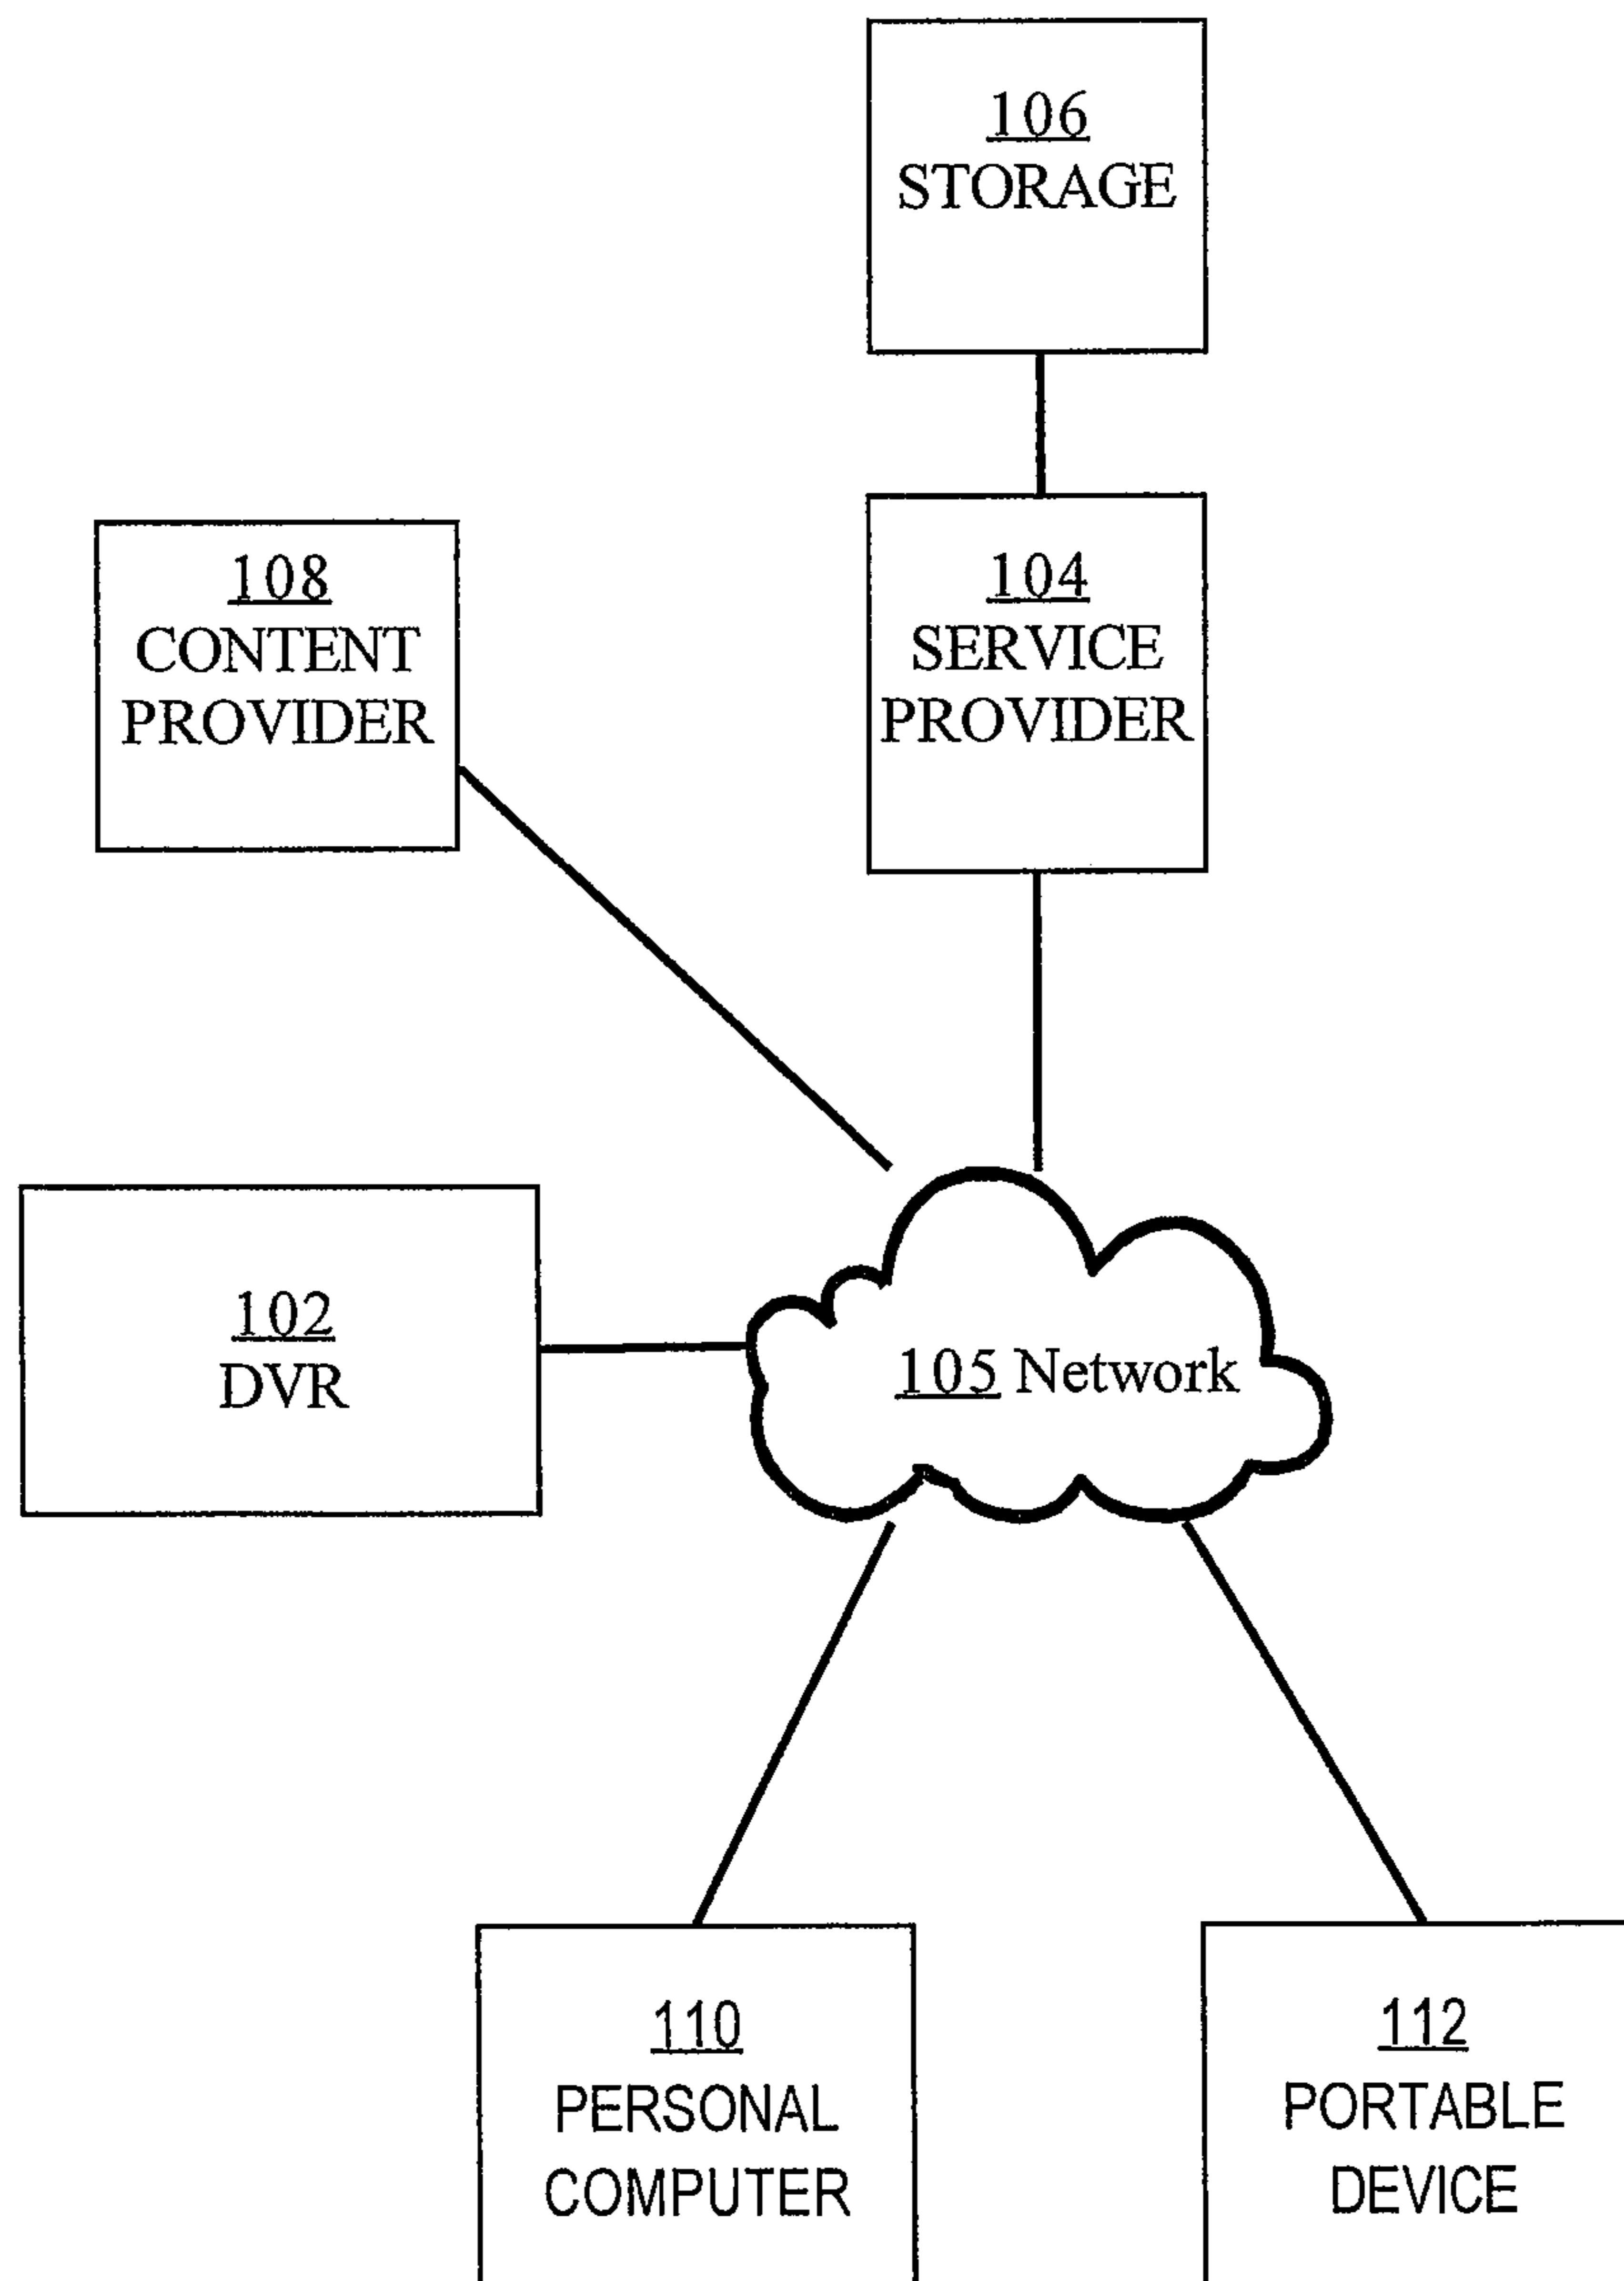 106
STORAGE
108
CONTENT
PROVIDER
104
SERVICE
PROVIDER
102
DVR
105 Network
110
PERSONAL
COMPUTER
112
PORTABLE
DEVICE